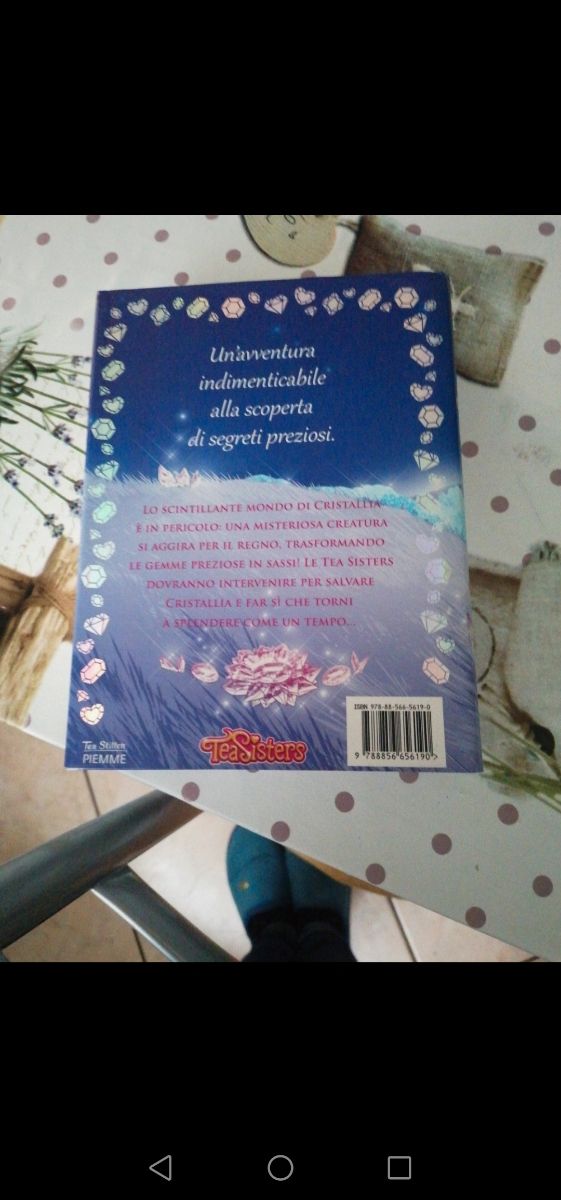 Un'avventura
indimenticabile
alla scoperta
di segreti preziosi.
Lo scintillante mondo di Cristallia
è in pericolo: una misteriosa creatura
si aggira per il regno, trasformando
le gemme preziose in sassi! Le Tea Sisters
dovranno intervenire per salvare
Cristallia e far sì che torni
a splendere come un tempo...
ISBN 978-88-566-5619-0
9 788856 656190 >
Tea Stilton
PIEMME
TeaSisters